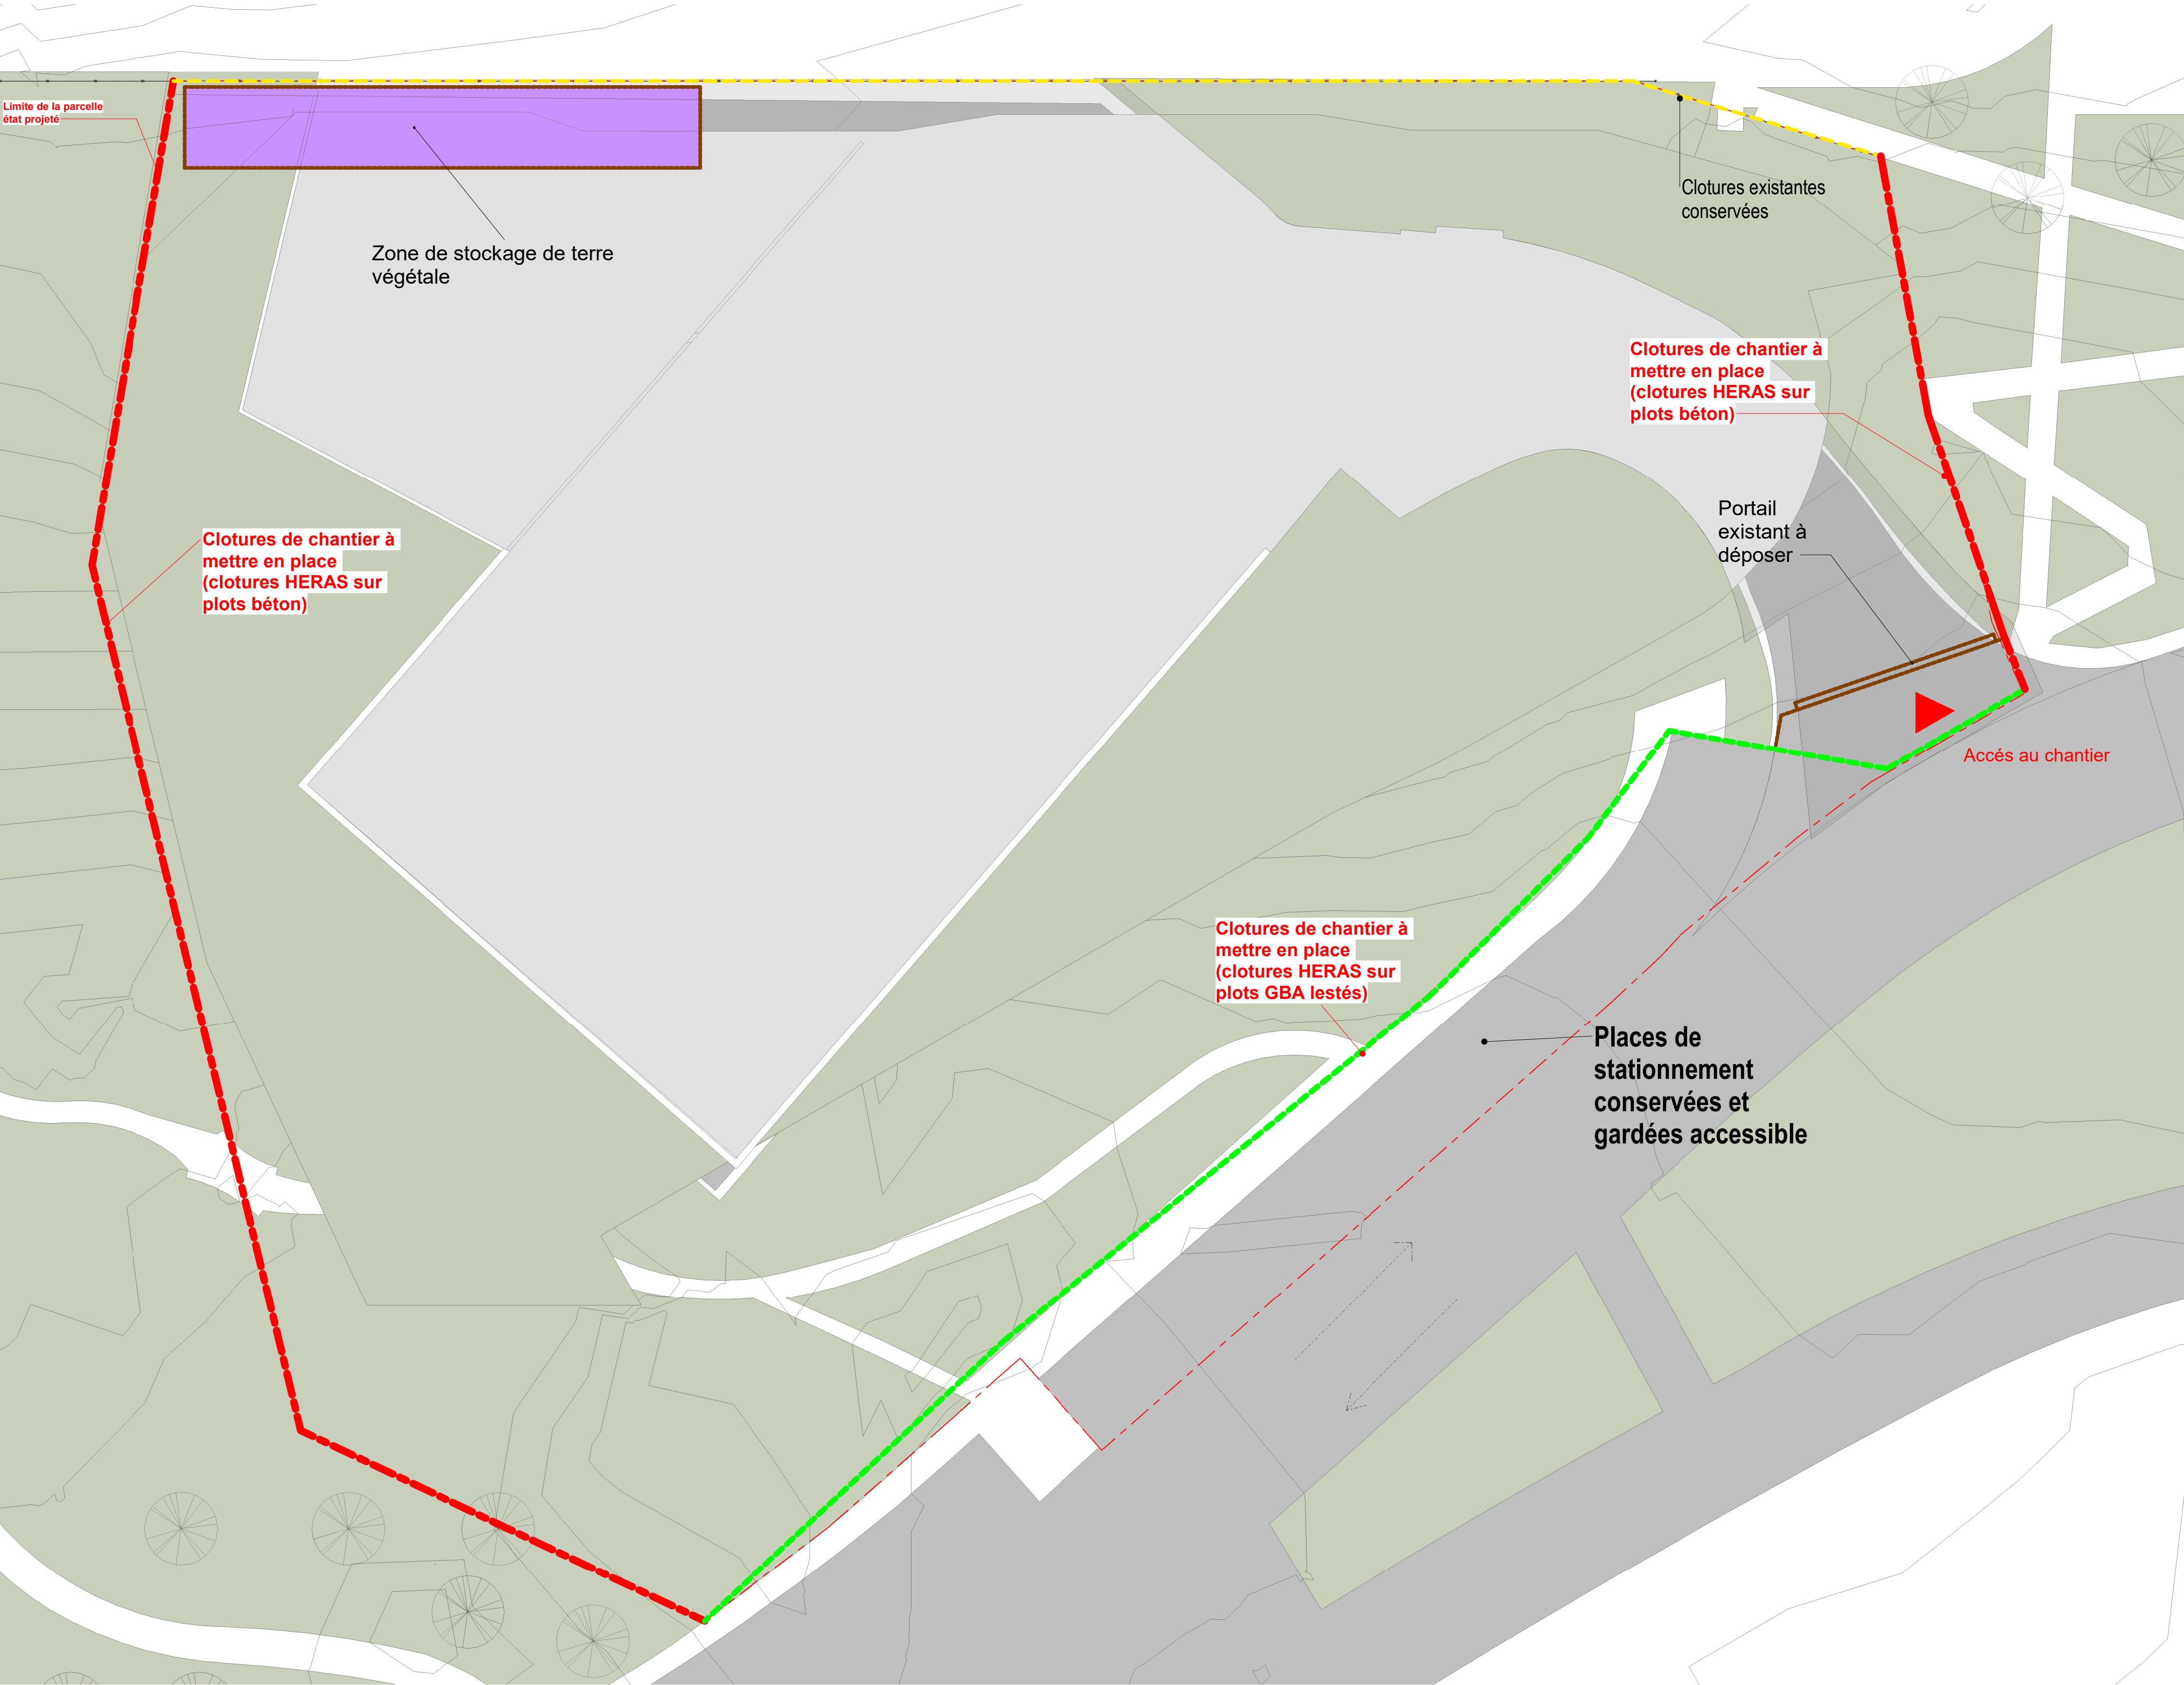 Limite de la parcelle
état projeté
Zone de stockage de terre
végétale
Clotures existantes
conservées
Clotures de chantier à
mettre en place
(clotures HERAS sur
plots béton)
Portail
existant à
déposer
Clotures de chantier à
mettre en place
(clotures HERAS sur
plots béton)
Accés au chantier
Clotures de chantier à
mettre en place
(clotures HERAS sur
plots GBA lestés)
Places de
stationnement
conservées et
gardées accessible